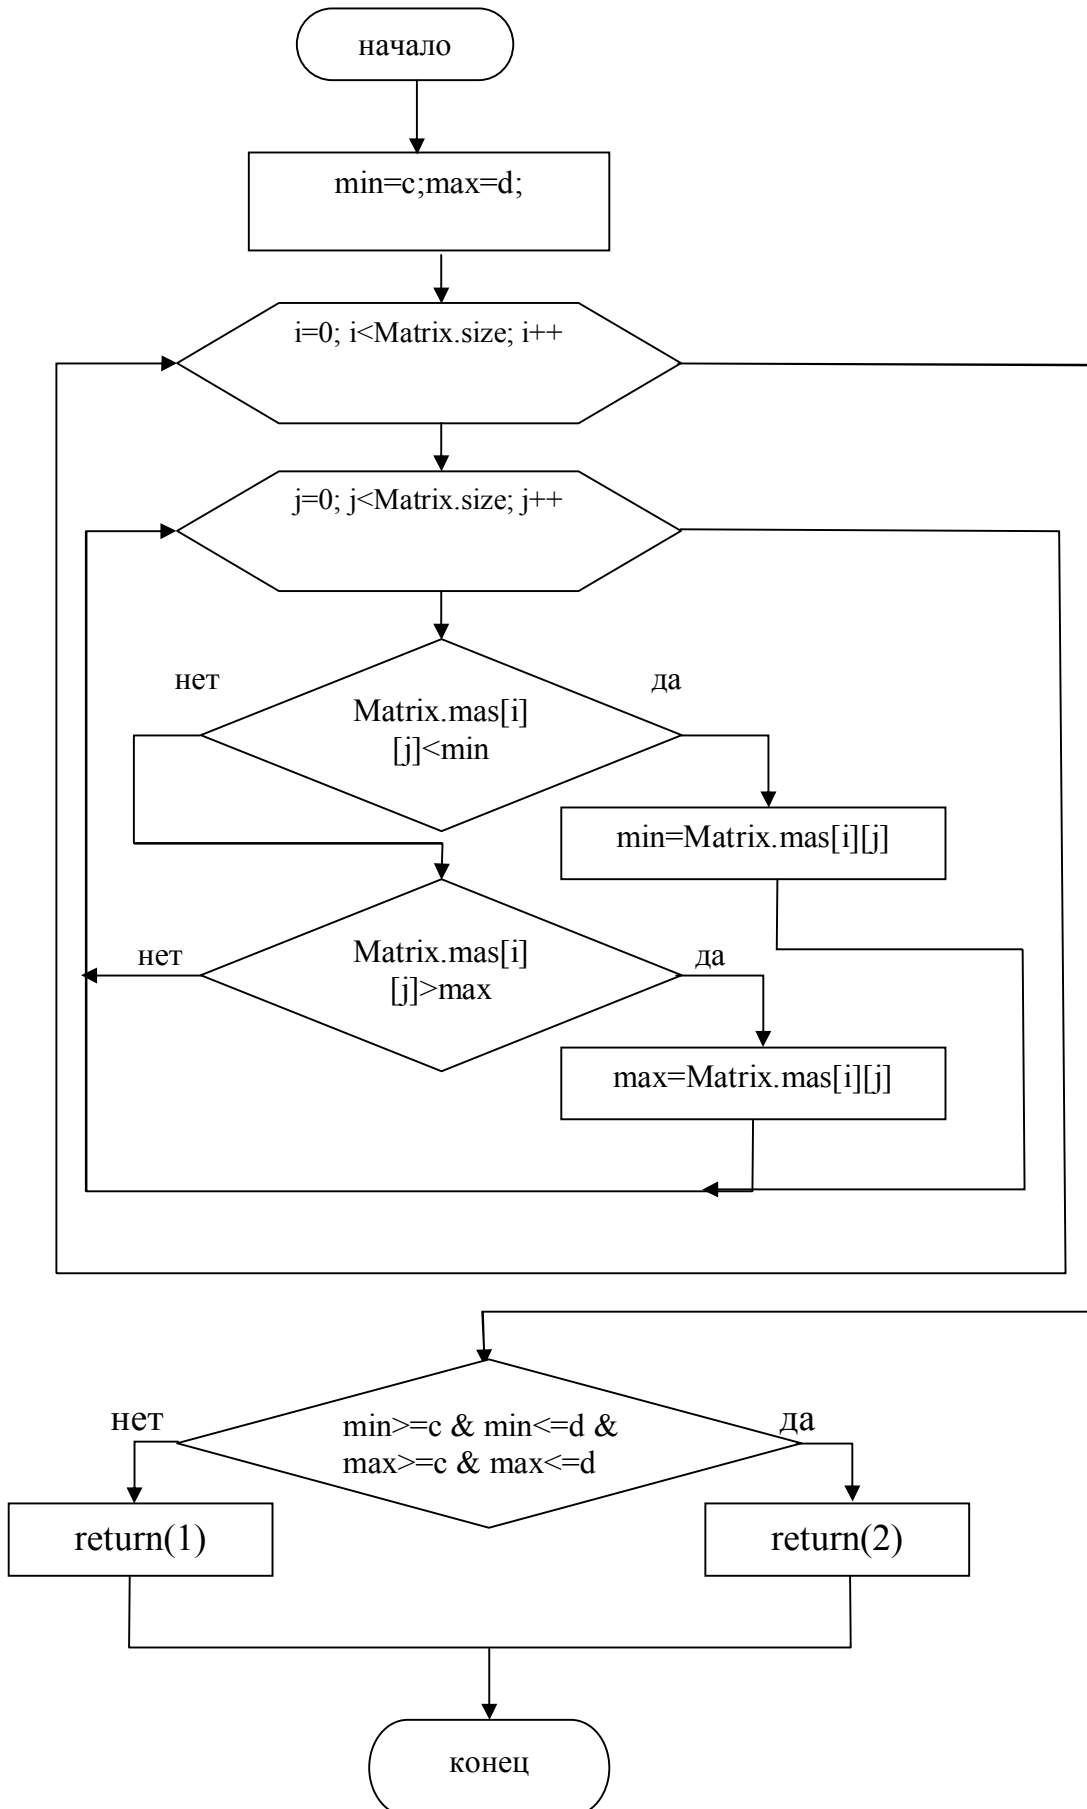 начало
min=c;max=d;
i=0; i<Matrix.size; i++
j=0; j<Matrix.size; j++
нет
да
Matrix.mas[i]
[j]<min
min=Matrix.mas[i][j]
нет
Matrix.mas[i]
[j]>max
да
max=Matrix.mas[i][j]
нет
min>=c & min<=d &
max>=c & max<=d
да
return(1)
return(2)
конец